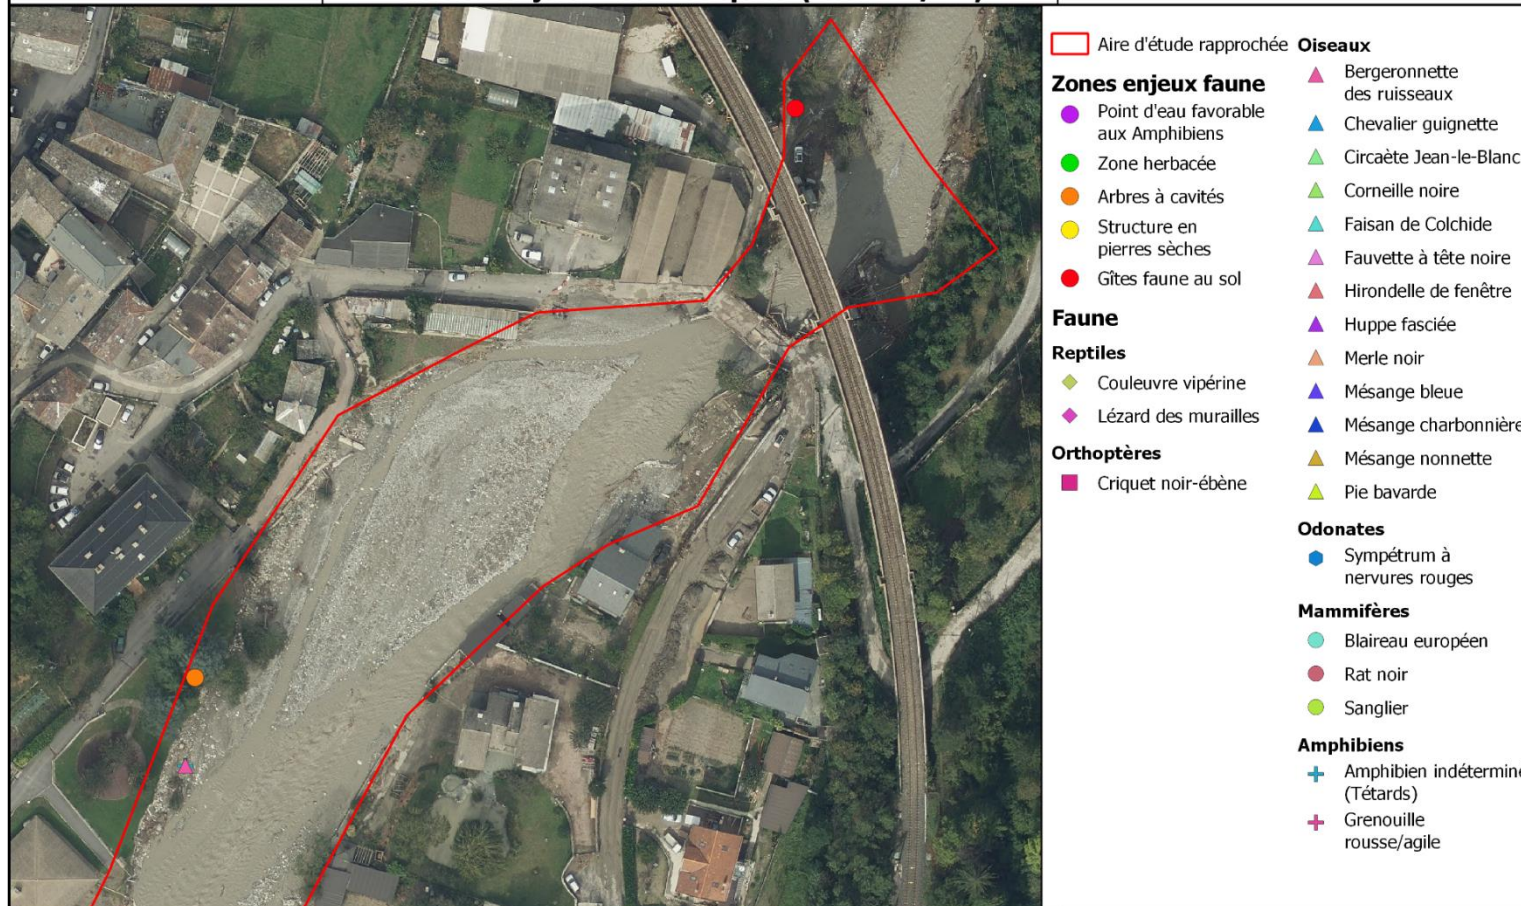 Aire d'étude rapprochée
Zones enjeux faune
Point d'eau favorable
aux Amphibiens
Zone herbacée
Arbres à cavités
Structure en
pierres sèches
Gîtes faune au sol
Faune
Reptiles
Couleuvre vipérine
Lézard des murailles
Orthoptères
Criquet noir-ébène
Oiseaux
Bergeronnette
des ruisseaux
Chevalier guignette
Circaète Jean-le-Blanc
Corneille noire
Faisan de Colchide
Fauvette à tête noire
Hirondelle de fenêtre
Huppe fasciée
Merle noir
Mésange bleue
Mésange charbonnière
Mésange nonnette
Pie bavarde
Odonates
Sympétrum à
nervures rouges
Mammifères
Blaireau européen
Rat noir
Sanglier
Amphibiens
Amphibien indéterminé
(Tétards)
Grenouille
rousse/agile